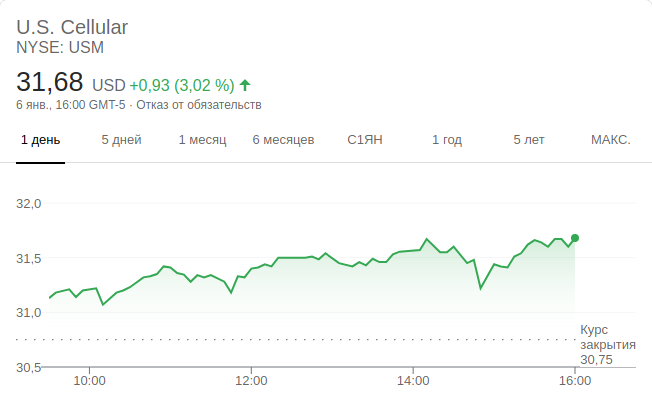 U.S. Cellular
NYSE: USM
31,68 USD +0,93 (3,02 %)
6 янв., 16:00 GMT-5 · Отказ от обязательств
1 день 5 дней 1 месяц 6 месяцев С1ЯН 1 год 5 лет МАКС.
32,0
31,5
31,0
30,5
Курс
закрытия
30,75
10:00 12:00 14:00 16:00